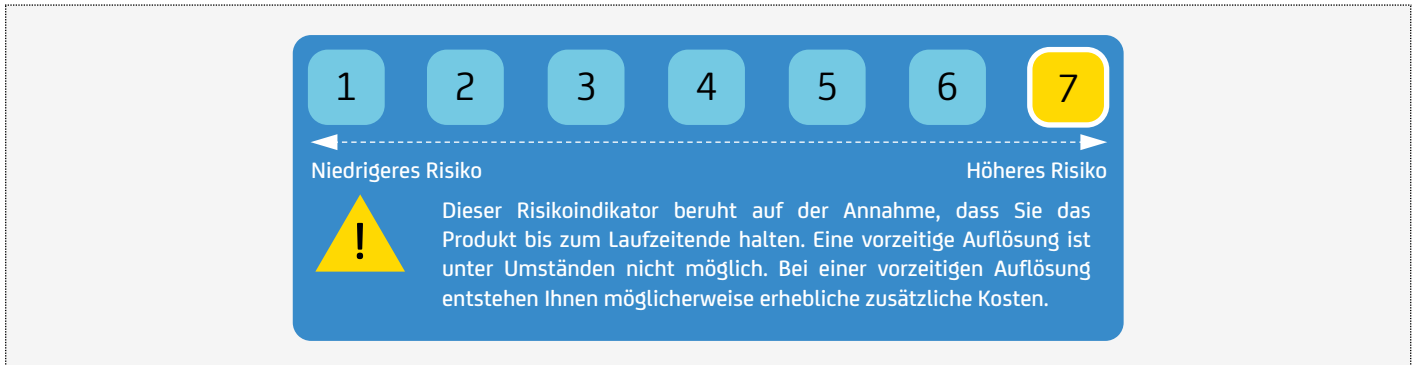 1 2 3 4 5 6 7
Niedrigeres Risiko Höheres Risiko
!
Dieser Risikoindikator beruht auf der Annahme, dass Sie das
Produkt bis zum Laufzeitende halten. Eine vorzeitige Auflösung ist
unter Umständen nicht möglich. Bei einer vorzeitigen Auflösung
entstehen Ihnen möglicherweise erhebliche zusätzliche Kosten.